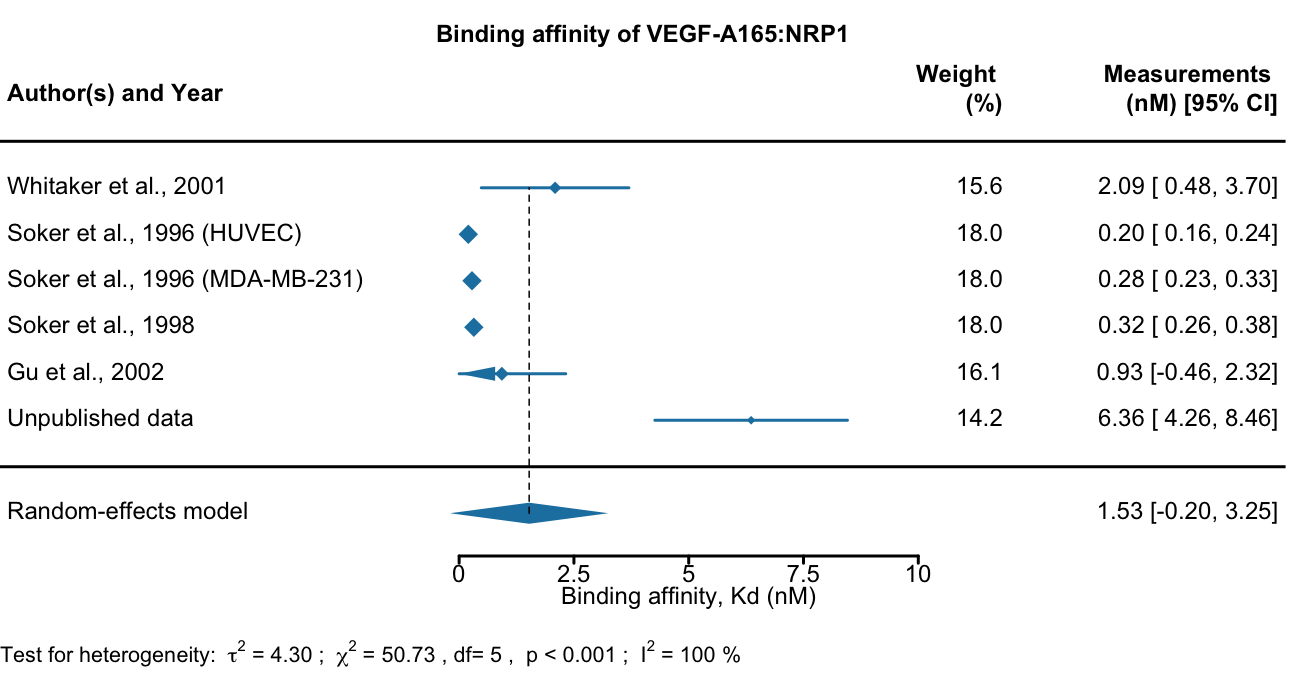 Binding affinity of VEGF-A165:NRP1
Author(s) and Year
Weight (%)
Measurements (nM) [95% CI]
Whitaker et al., 2001 15.6 2.09 [ 0.48, 3.70]
Soker et al., 1996 (HUVEC) 18.0 0.20 [ 0.16, 0.24]
Soker et al., 1996 (MDA-MB-231) 18.0 0.28 [ 0.23, 0.33]
Soker et al., 1998 18.0 0.32 [ 0.26, 0.38]
Gu et al., 2002 16.1 0.93 [-0.46, 2.32]
Unpublished data 14.2 6.36 [ 4.26, 8.46]
Random-effects model 1.53 [-0.20, 3.25]
0 2.5 5 7.5 10
Binding affinity, Kd (nM)
Test for heterogeneity: τ² = 4.30 ; χ² = 50.73 , df= 5 , p < 0.001 ; I² = 100 %